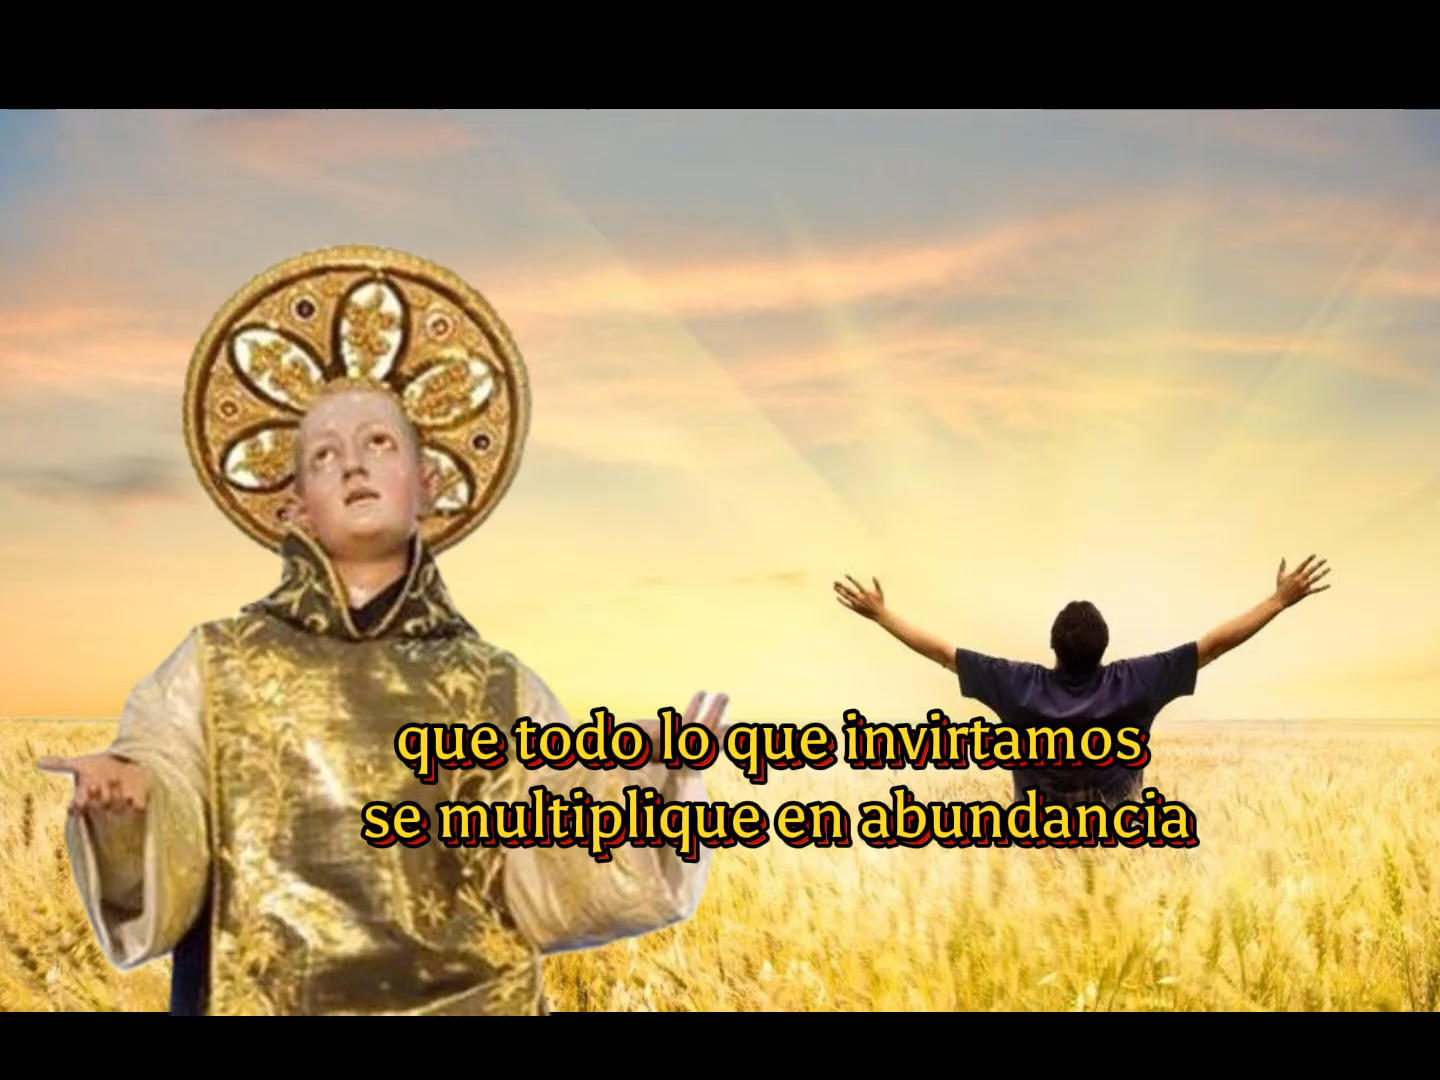 que todo lo que invirtamos
se multiplique en abundancia